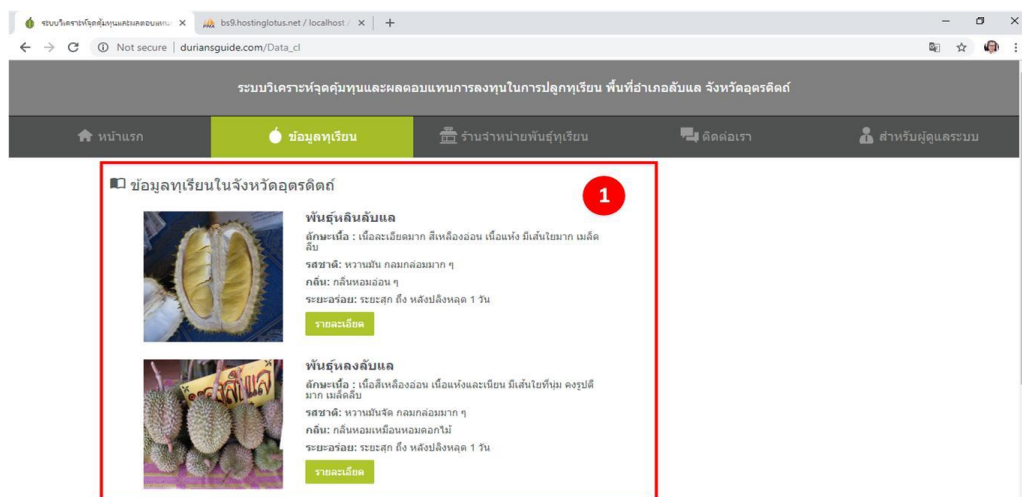 ระบบวิเคราะห์จุดคุ้มทุนและผลตอบแทน
bs9.hostinglotus.net / localhost /
Not secure | duriansguide.com/Data_cl
ระบบวิเคราะห์จุดคุ้มทุนและผลตอบแทนการลงทุนในการปลูกทุเรียน พื้นที่อำเภอลับแล จังหวัดอุตรดิตถ์
หน้าแรก
ข้อมูลทุเรียน
ร้านจำหน่ายพันธุ์ทุเรียน
ติดต่อเรา
สำหรับผู้ดูแลระบบ
ข้อมูลทุเรียนในจังหวัดอุตรดิตถ์
1
พันธุ์หลินลับแล
ลักษะเนื้อ : เนื้อละเอียดมาก สีเหลืองอ่อน เนื้อแห้ง มีเส้นใยมาก เมล็ด
ลีบ
รสชาติ: หวานมัน กลมกล่อมมาก ๆ
กลิ่น: กลิ่นหอมอ่อน ๆ
ระยะอร่อย: ระยะสุก ถึง หลังปลิงหลุด 1 วัน
รายละเอียด
พันธุ์หลงลับแล
ลักษะเนื้อ : เนื้อสีเหลืองอ่อน เนื้อแห้งและเนียน มีเส้นใยที่นุ่ม คงรูปดี
มาก เมล็ดลีบ
รสชาติ: หวานมันจัด กลมกล่อมมาก ๆ
กลิ่น: กลิ่นหอมเหมือนหอมดอกไม้
ระยะอร่อย: ระยะสุก ถึง หลังปลิงหลุด 1 วัน
รายละเอียด